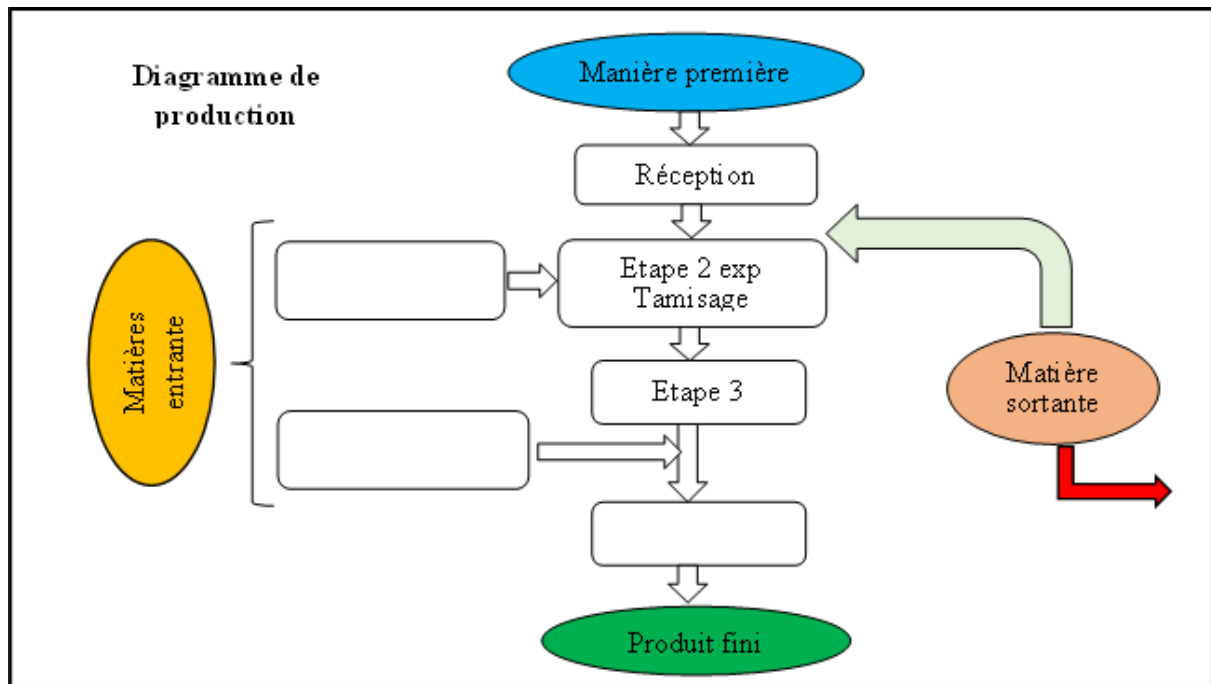 Diagramme de
production
Manière première
Réception
Etape 2 exp
Tamisage
Etape 3
Matières
entrante
Matière
sortante
Produit fini